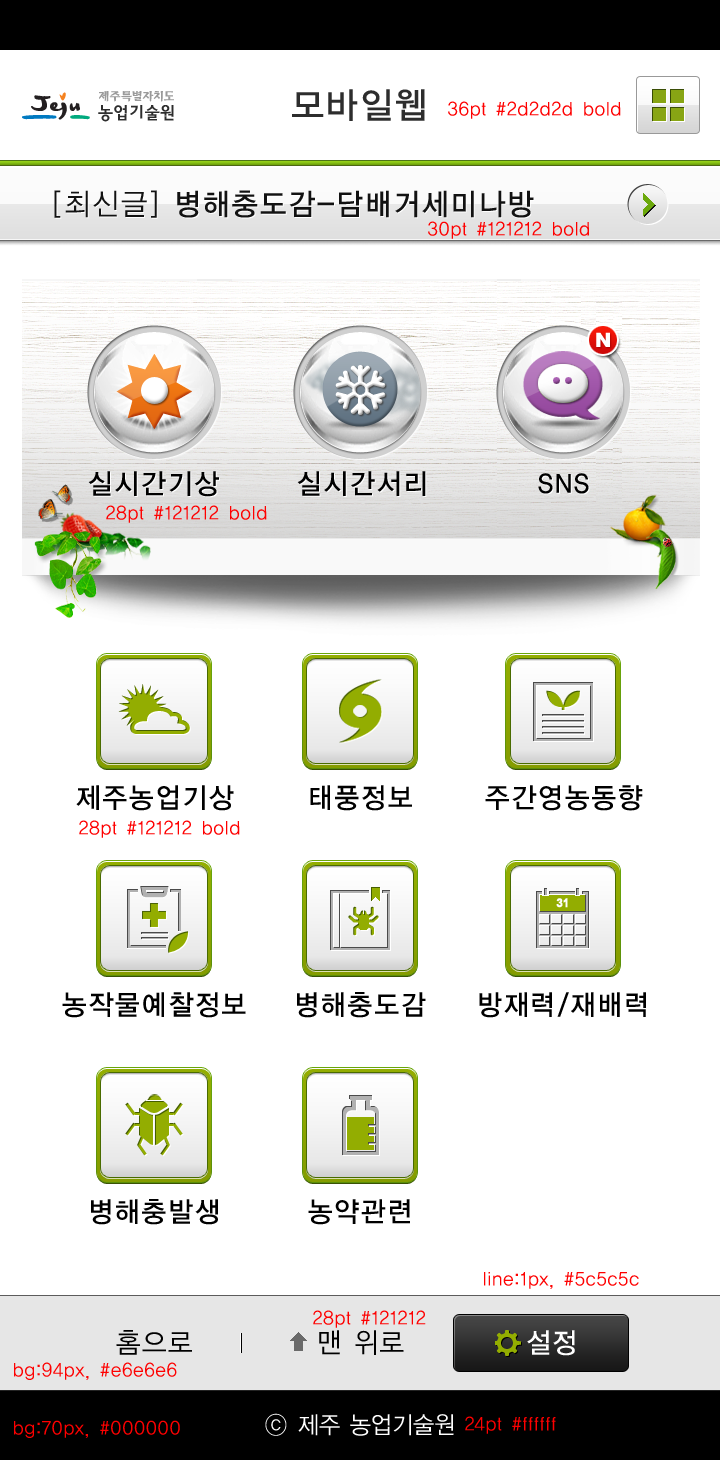 Jeju 제주특별자치도
농업기술원
모바일웹 36pt #2d2d2d bold
[최신글] 병해충도감-담배거세미나방
30pt #121212 bold
N
실시간기상 실시간서리 SNS
28pt #121212 bold
제주농업기상 태풍정보 주간영농동향
28pt #121212 bold
31
농작물예찰정보 병해충도감 방재력/재배력
병해충발생 농약관련
line:1px, #5c5c5c
28pt #121212
홈으로 | 맨 위로 설정
bg:94px, #e6e6e6
bg:70px, #000000 ⓒ 제주 농업기술원 24pt #ffffff